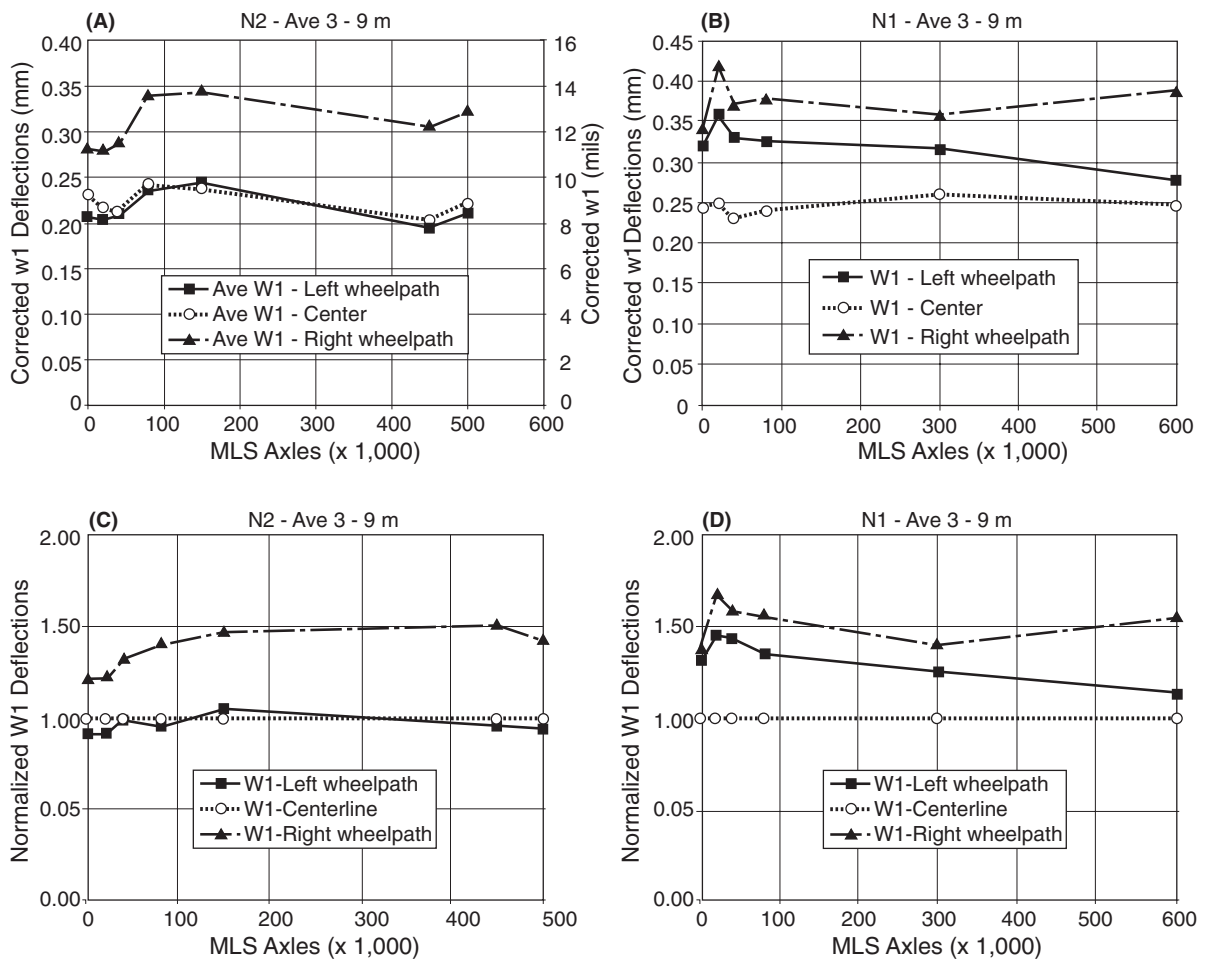 (A)
N2 - Ave 3 - 9 m
Corrected w1 Deflections (mm)
0.40
0.35
0.30
0.25
0.20
0.15
0.10
0.05
0
16
14
12
10
8
6
4
2
0
Corrected w1 (mils)
Ave W1 - Left wheelpath
Ave W1 - Center
Ave W1 - Right wheelpath
0 100 200 300 400 500 600
MLS Axles (x 1,000)
(B)
N1 - Ave 3 - 9 m
Corrected w1 Deflections (mm)
0.45
0.40
0.35
0.30
0.25
0.20
0.15
0.10
0.05
0
W1 - Left wheelpath
W1 - Center
W1 - Right wheelpath
0 100 200 300 400 500 600
MLS Axles (x 1,000)
(C)
N2 - Ave 3 - 9 m
Normalized W1 Deflections
2.00
1.50
1.00
0.05
0.00
W1-Left wheelpath
W1-Centerline
W1-Right wheelpath
0 100 200 300 400 500
MLS Axles (x 1,000)
(D)
N1 - Ave 3 - 9 m
Normalized W1 Deflections
2.00
1.50
1.00
0.05
0.00
W1-Left wheelpath
W1-Centerline
W1-Right wheelpath
0 100 200 300 400 500 600
MLS Axles (x 1,000)